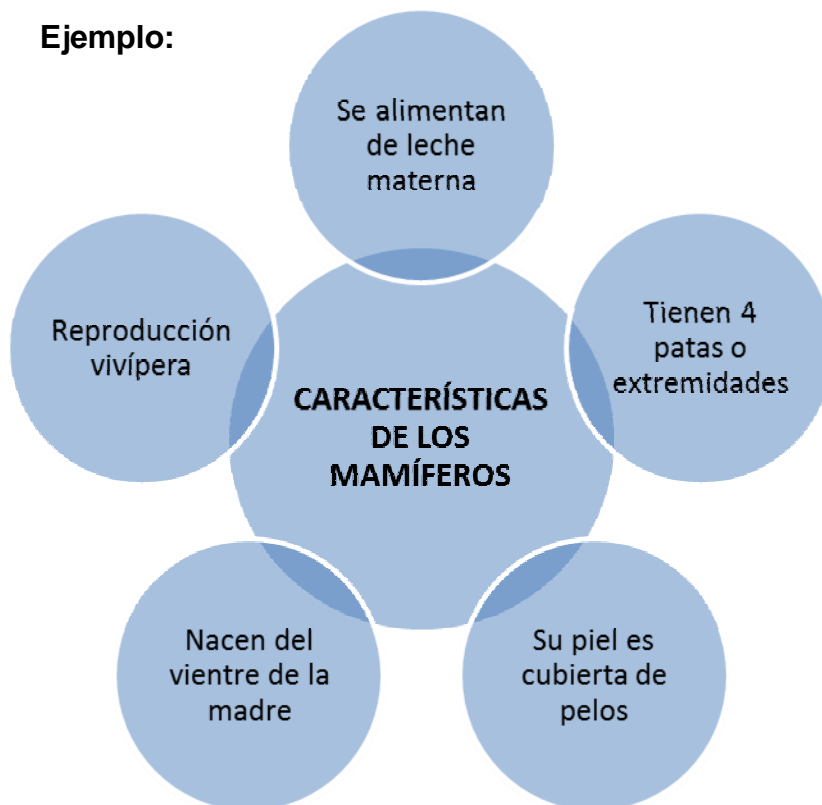 Ejemplo:
Se alimentan
de leche
materna
Tienen 4
patas o
extremidades
Su piel es
cubierta de
pelos
Nacen del
vientre de la
madre
Reproducción
vivípera
CARACTERÍSTICAS
DE LOS
MAMÍFEROS